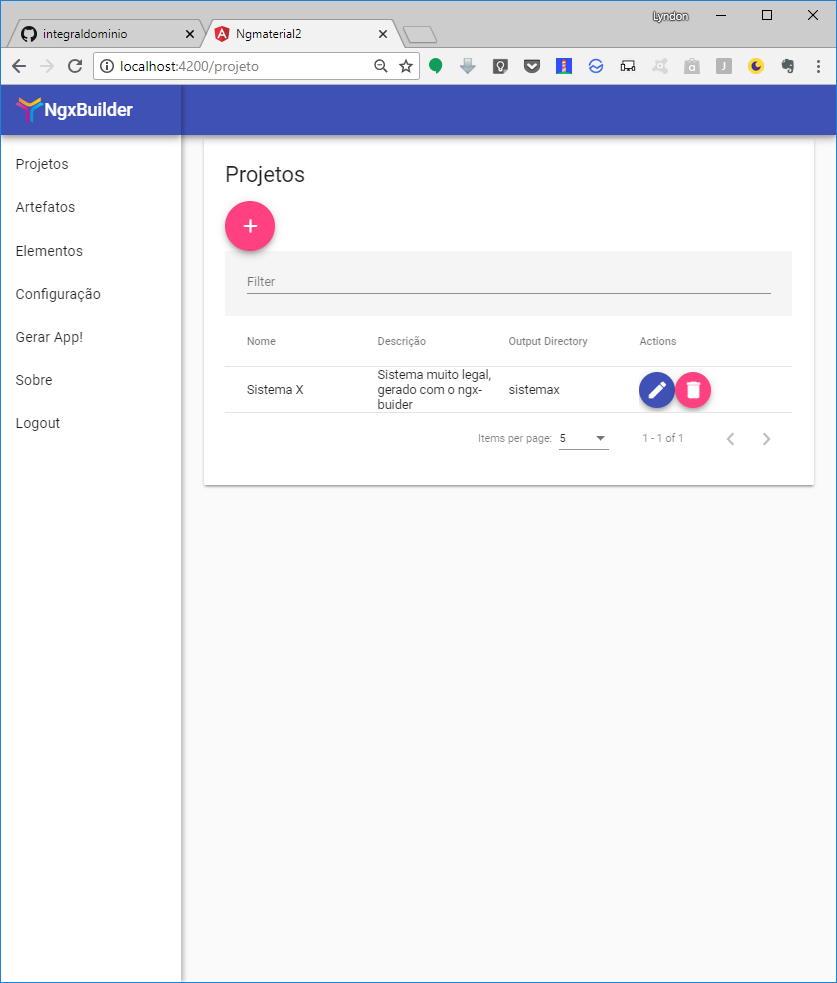 Lyndon
integraldominio
Ngmaterial2
localhost:4200/projeto
NgxBuilder
Projetos
Artefatos
Elementos
Configuração
Gerar App!
Sobre
Logout
Projetos
+
Filter
Nome Descrição Output Directory Actions
Sistema X
Sistema muito legal,
gerado com o ngx-
buider
sistemax
Items per page: 5 1 - 1 of 1